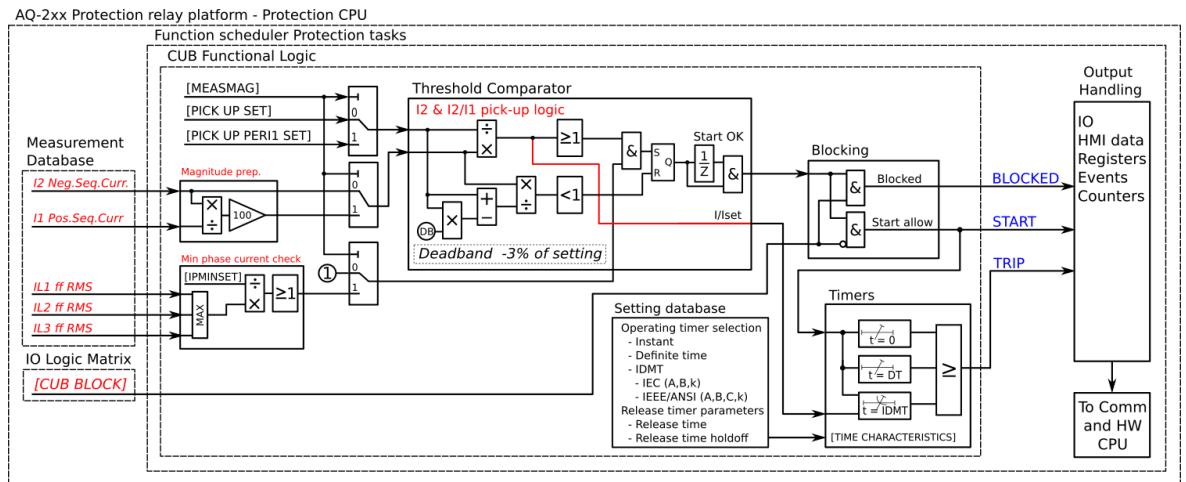 AQ-2xx Protection relay platform - Protection CPU
Function scheduler Protection tasks
CUB Functional Logic
[MEASMAG]
[PICK UP SET]
[PICK UP PERI1 SET]
0
1
Threshold Comparator
I2 & I2/I1 pick-up logic
÷
×
≥1
&
S
R
Q
Start OK
1
Z
&
×
+
−
÷
×
<1
DB
I/Iset
Deadband -3% of setting
Measurement
Database
I2 Neg.Seq.Curr.
I1 Pos.Seq.Curr
IL1 ff RMS
IL2 ff RMS
IL3 ff RMS
Magnitude prep.
×
÷
100
0
1
Min phase current check
[IPMINSET]
MAX
÷
×
≥1
1
0
1
IO Logic Matrix
[CUB BLOCK]
Blocking
&
Blocked
&
Start allow
BLOCKED
START
TRIP
Setting database
Operating timer selection
- Instant
- Definite time
- IDMT
- IEC (A,B,k)
- IEEE/ANSI (A,B,C,k)
Release timer parameters
- Release time
- Release time holdoff
Timers
t = 0
t = DT
t = IDMT
≥
[TIME CHARACTERISTICS]
Output
Handling
IO
HMI data
Registers
Events
Counters
To Comm
and HW
CPU